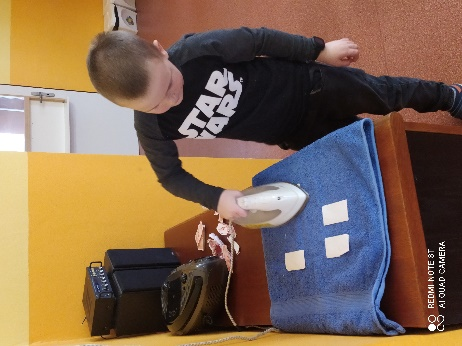 STAR
WARS
REDMI NOTE 8T
AI QUAD CAMERA